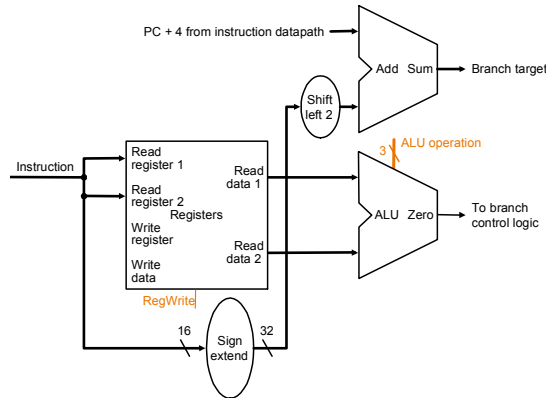 PC + 4 from instruction datapath
Add Sum
Branch target
Shift
left 2
3
ALU operation
Instruction
Read
register 1
Read
register 2
Registers
Write
register
Write
data
Read
data 1
Read
data 2
ALU Zero
To branch
control logic
RegWrite
16
Sign
extend
32